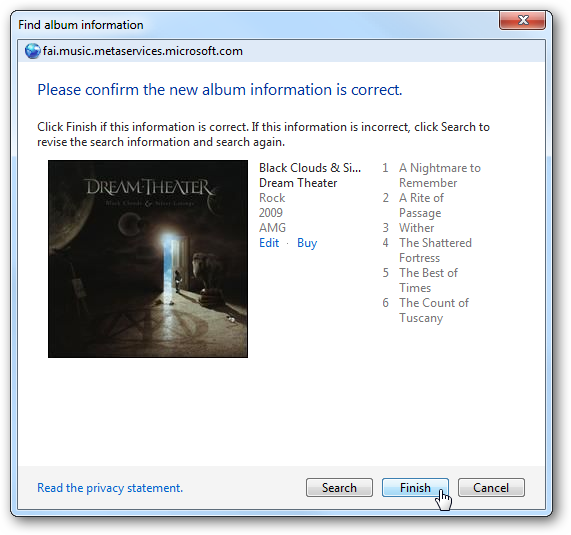 Find album information
fai.music.metaservices.microsoft.com
Please confirm the new album information is correct.
Click Finish if this information is correct. If this information is incorrect, click Search to
revise the search information and search again.
DREAM THEATER
Black Clouds & Silver Linings
Black Clouds & Si...
Dream Theater
Rock
2009
AMG
Edit · Buy
1 A Nightmare to
Remember
2 A Rite of
Passage
3 Wither
4 The Shattered
Fortress
5 The Best of
Times
6 The Count of
Tuscany
Read the privacy statement.
Search
Finish
Cancel